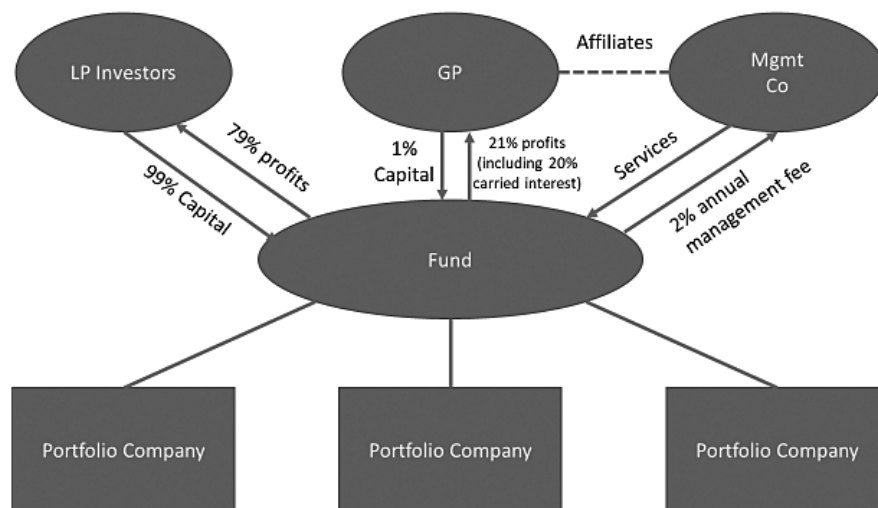 LP Investors
GP
Affiliates
Mgmt
Co
79% profits
99% Capital
1%
Capital
21% profits
(including 20%
carried interest)
Services
2% annual
management fee
Fund
Portfolio Company
Portfolio Company
Portfolio Company